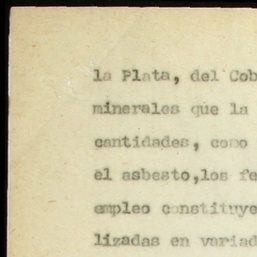 la Plata, del Cob
minerales que la
cantidades, como
el asbesto,los fe
empleo constituye
lizadas en variad